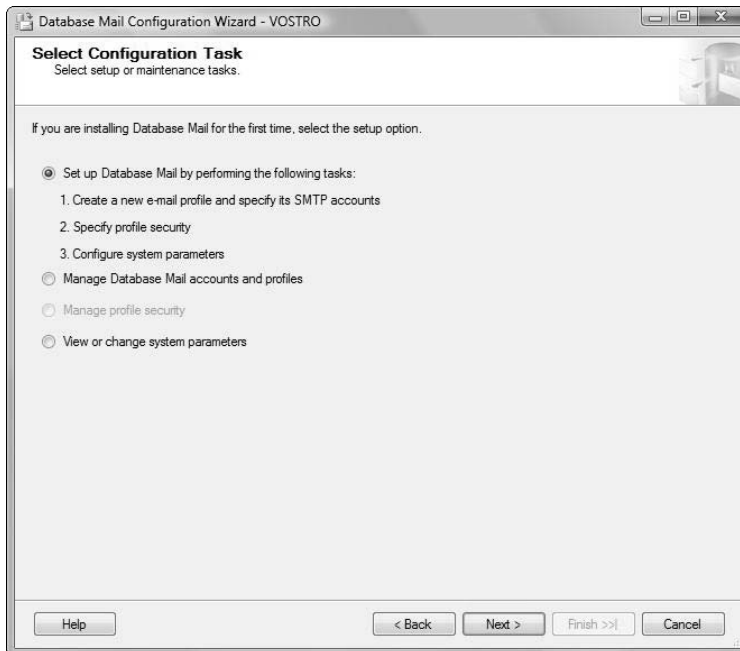 Database Mail Configuration Wizard - VOSTRO
Select Configuration Task
Select setup or maintenance tasks.
If you are installing Database Mail for the first time, select the setup option.
Set up Database Mail by performing the following tasks:
1. Create a new e-mail profile and specify its SMTP accounts
2. Specify profile security
3. Configure system parameters
Manage Database Mail accounts and profiles
Manage profile security
View or change system parameters
Help
< Back
Next >
Finish >>|
Cancel